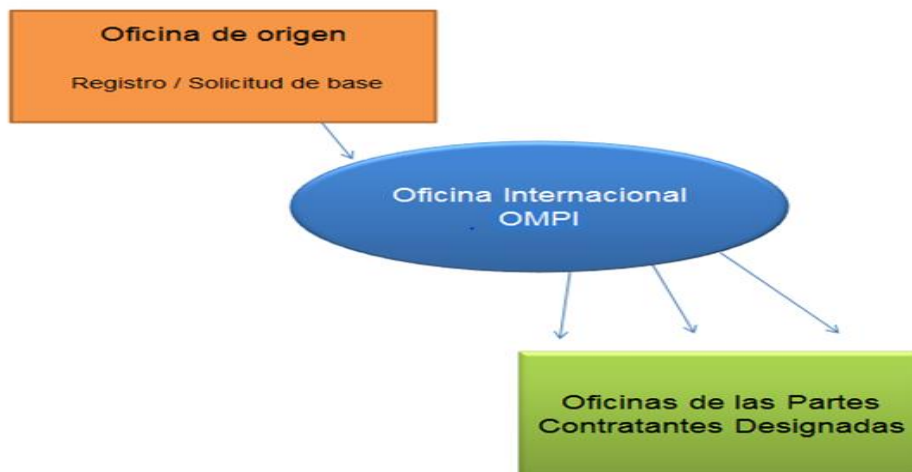 Oficina de origen
Registro / Solicitud de base
Oficina Internacional
OMPI
Oficinas de las Partes
Contratantes Designadas